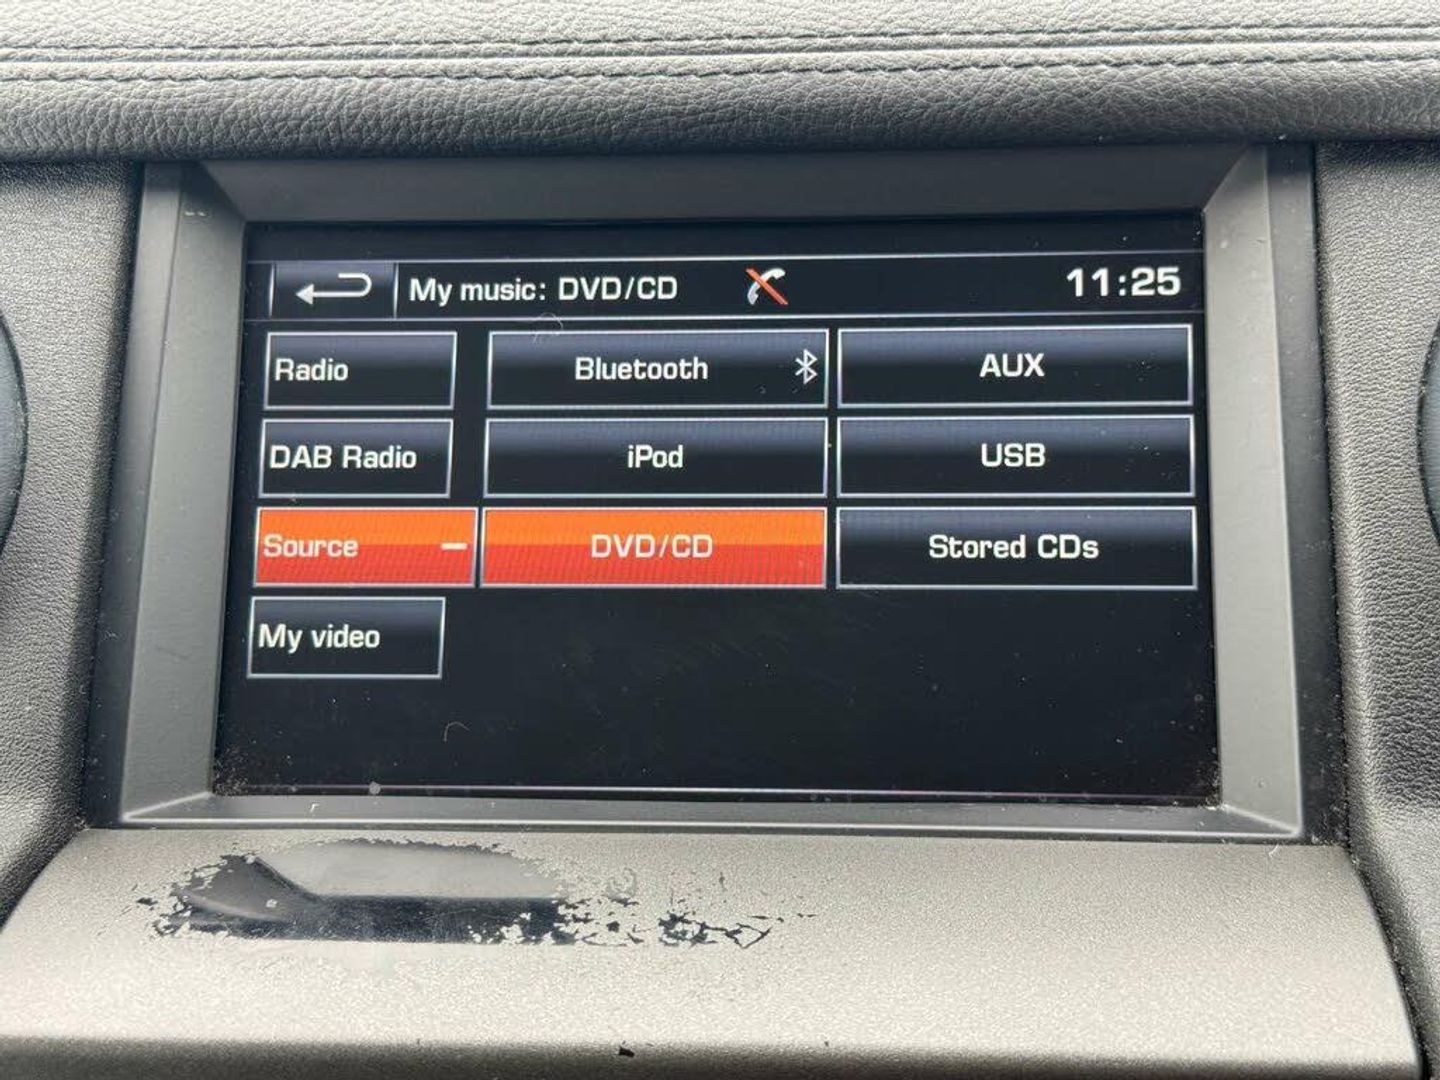 My music: DVD/CD 11:25
Radio Bluetooth AUX
DAB Radio iPod USB
Source – DVD/CD Stored CDs
My video